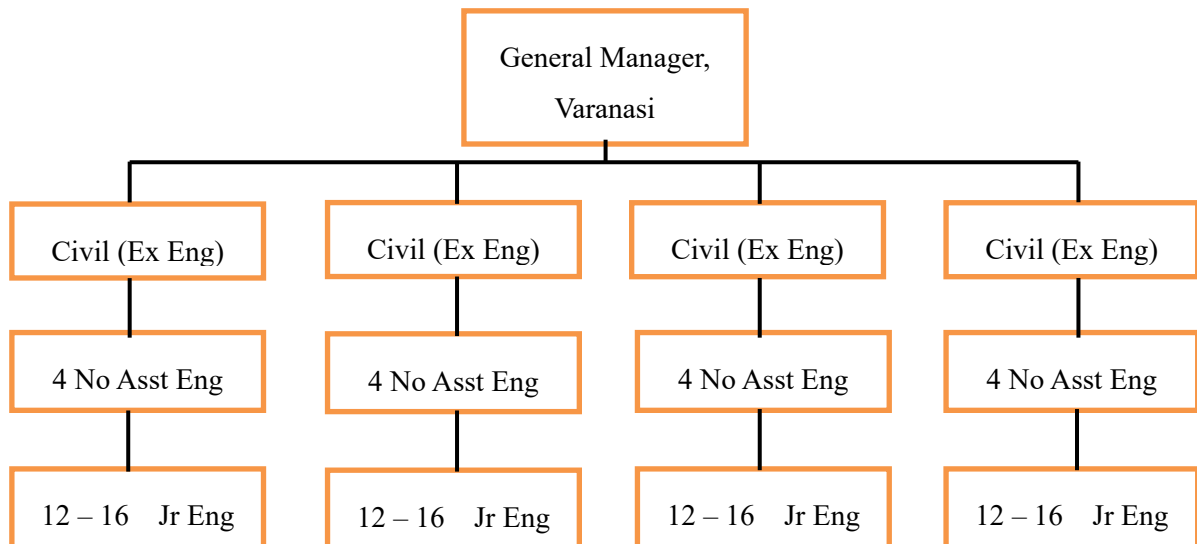 General Manager,
Varanasi
Civil (Ex Eng)
Civil (Ex Eng)
Civil (Ex Eng)
Civil (Ex Eng)
4 No Asst Eng
4 No Asst Eng
4 No Asst Eng
4 No Asst Eng
12 – 16 Jr Eng
12 – 16 Jr Eng
12 – 16 Jr Eng
12 – 16 Jr Eng